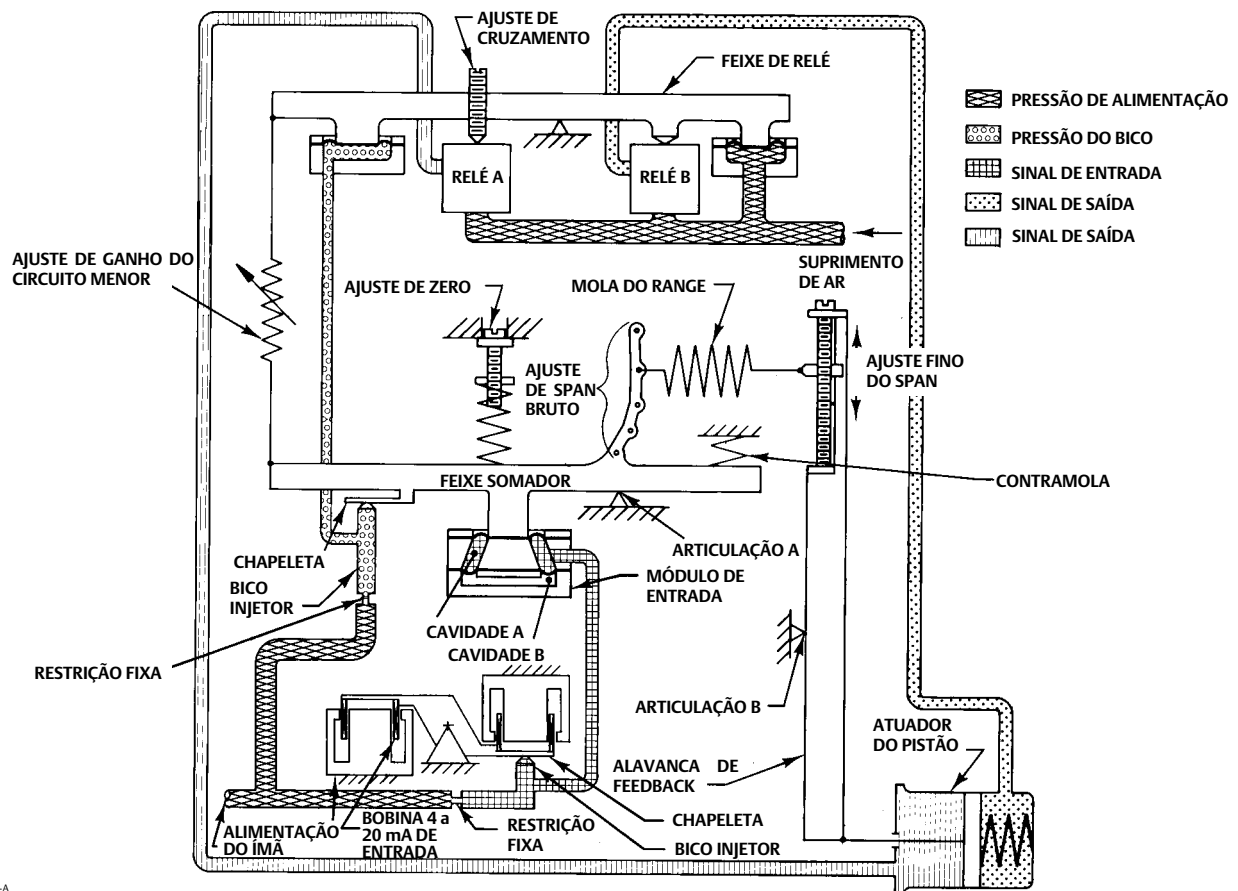 AJUSTE DE
CRUZAMENTO
FEIXE DE RELÉ
PRESSÃO DE ALIMENTAÇÃO
PRESSÃO DO BICO
SINAL DE ENTRADA
SINAL DE SAÍDA
SINAL DE SAÍDA
RELÉ A
RELÉ B
SUPRIMENTO
DE AR
AJUSTE DE GANHO DO
CIRCUITO MENOR
AJUSTE DE ZERO
MOLA DO RANGE
AJUSTE
DE SPAN
BRUTO
AJUSTE FINO
DO SPAN
FEIXE SOMADOR
CONTRAMOLA
CHAPELETA
BICO
INJETOR
ARTICULAÇÃO A
MÓDULO DE
ENTRADA
CAVIDADE A
CAVIDADE B
RESTRIÇÃO FIXA
ARTICULAÇÃO B
ATUADOR
DO PISTÃO
ALAVANCA DE
FEEDBACK
ALIMENTAÇÃO
DO ÍMÃ
BOBINA 4 a
20 mA DE
ENTRADA
RESTRIÇÃO
FIXA
CHAPELETA
BICO INJETOR